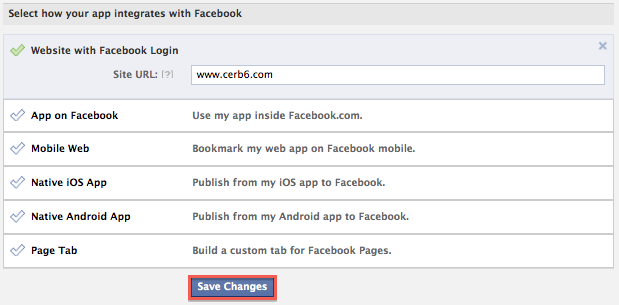 Select how your app integrates with Facebook
Website with Facebook Login
Site URL: [?] www.cerb6.com
App on Facebook Use my app inside Facebook.com.
Mobile Web Bookmark my web app on Facebook mobile.
Native iOS App Publish from my iOS app to Facebook.
Native Android App Publish from my Android app to Facebook.
Page Tab Build a custom tab for Facebook Pages.
Save Changes